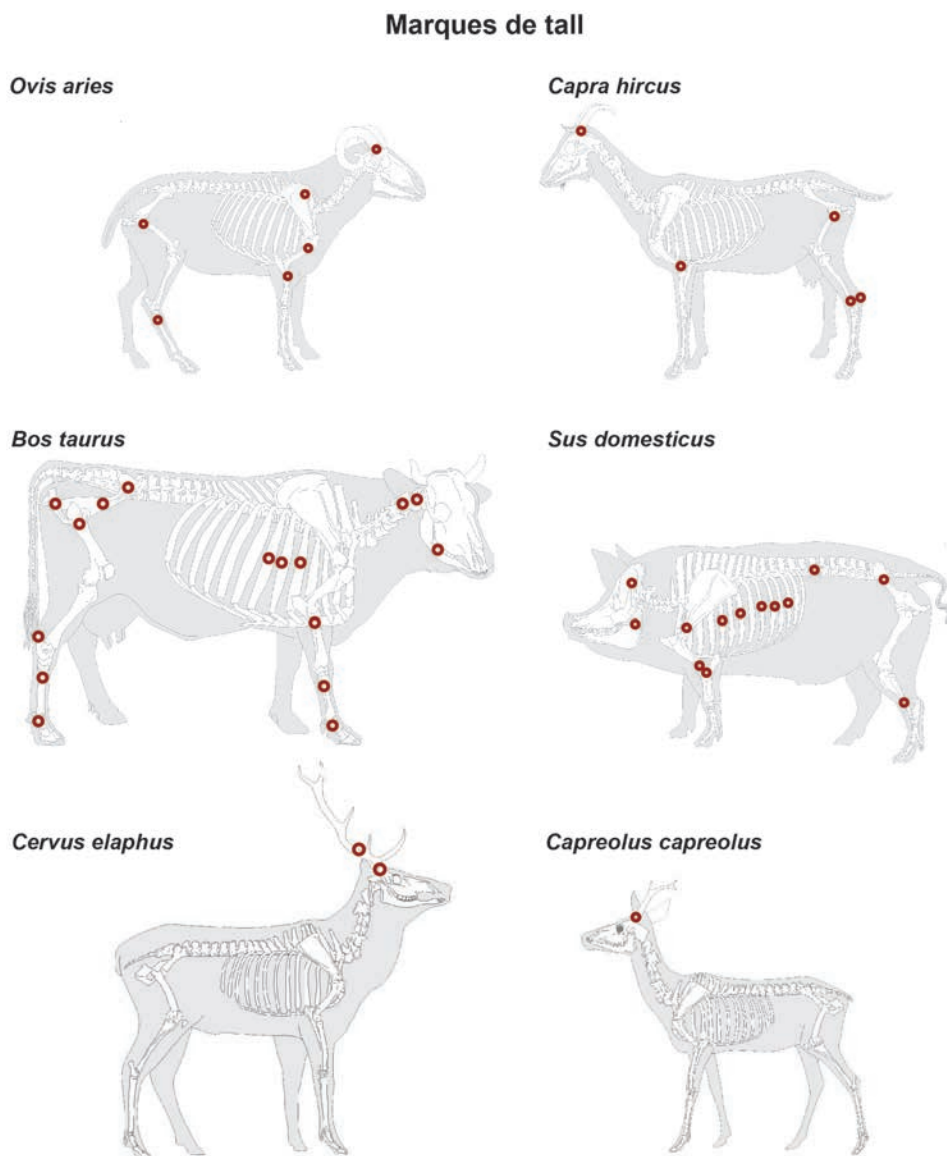 Marques de tall
Ovis aries
Capra hircus
Bos taurus
Sus domesticus
Cervus elaphus
Capreolus capreolus